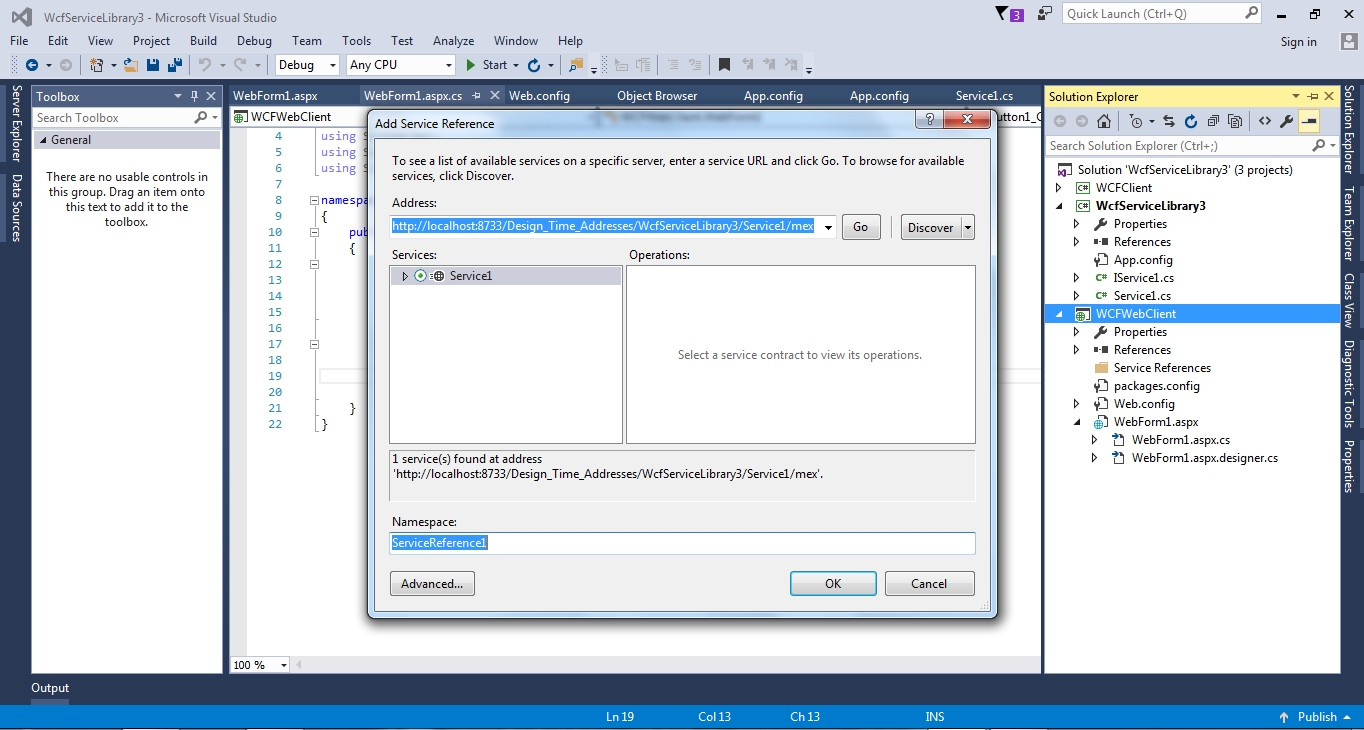 WcfServiceLibrary3 - Microsoft Visual Studio
3
Quick Launch (Ctrl+Q)
File Edit View Project Build Debug Team Tools Test Analyze Window Help
Sign in
Debug Any CPU Start
Server Explorer
Data Sources
Toolbox
Search Toolbox
General
There are no usable controls in
this group. Drag an item onto
this text to add it to the
toolbox.
WebForm1.aspx WebForm1.aspx.cs Web.config Object Browser App.config App.config Service1.cs
WCFWebClient
4
5
6
7
8 namespa
9 {
10 pu
11 {
12
13
14
15
16
17
18
19
20
21 }
22 }
100 %
Add Service Reference
To see a list of available services on a specific server, enter a service URL and click Go. To browse for available
services, click Discover.
Address:
http://localhost:8733/Design_Time_Addresses/WcfServiceLibrary3/Service1/mex
Go
Discover
Services:
Operations:
Service1
Select a service contract to view its operations.
1 service(s) found at address
'http://localhost:8733/Design_Time_Addresses/WcfServiceLibrary3/Service1/mex'.
Namespace:
ServiceReference1
Advanced...
OK
Cancel
Solution Explorer
Search Solution Explorer (Ctrl+;)
Solution 'WcfServiceLibrary3' (3 projects)
WCFClient
WcfServiceLibrary3
Properties
References
App.config
IService1.cs
Service1.cs
WCFWebClient
Properties
References
Service References
packages.config
Web.config
WebForm1.aspx
WebForm1.aspx.cs
WebForm1.aspx.designer.cs
Solution Explorer
Team Explorer
Class View
Diagnostic Tools
Properties
Output
Ln 19 Col 13 Ch 13 INS Publish